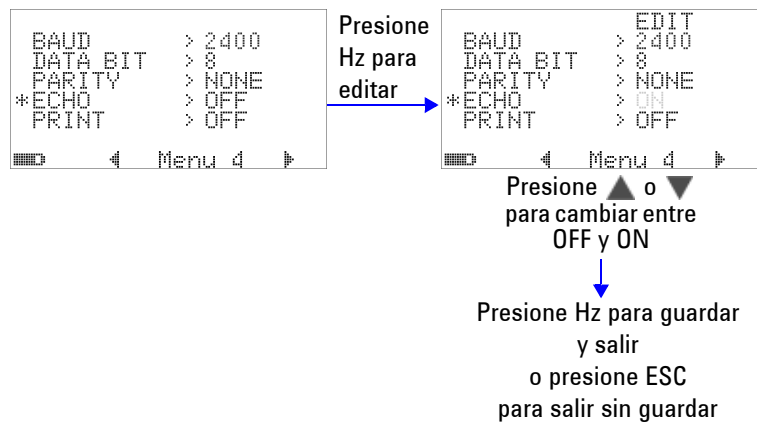 BAUD > 2400
DATA BIT > 8
PARITY > NONE
*ECHO > OFF
PRINT > OFF
Menu 4
Presione
Hz para
editar
EDIT
BAUD > 2400
DATA BIT > 8
PARITY > NONE
*ECHO > ON
PRINT > OFF
Menu 4
Presione ▲ o ▼
para cambiar entre
OFF y ON
Presione Hz para guardar
y salir
o presione ESC
para salir sin guardar